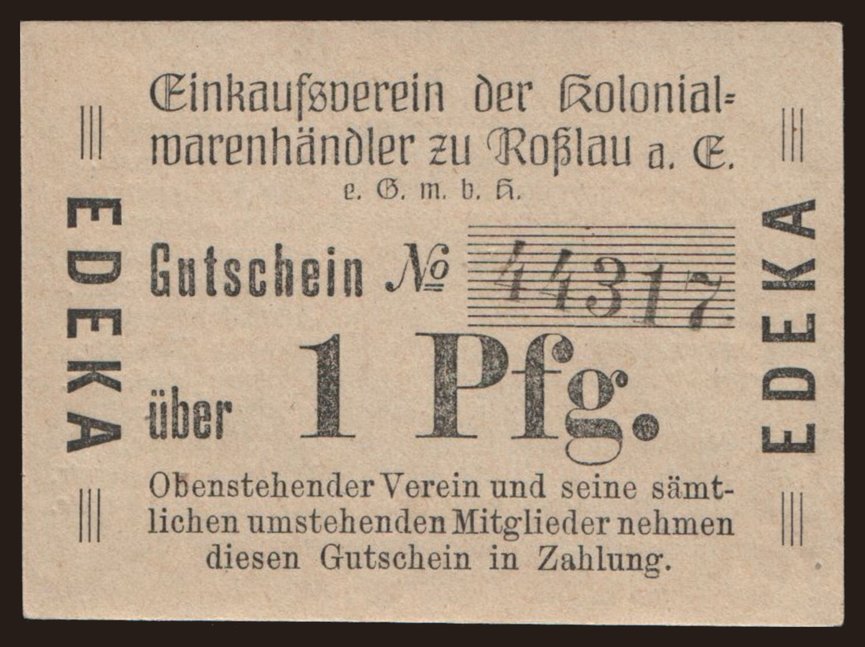 Einkaufsverein der Kolonial-
warenhändler zu Roßlau a. E.
e. G. m. b. H.
EDEKA
Gutschein № 44317
über 1 Pfg.
EDEKA
Obenstehender Verein und seine sämt-
lichen umstehenden Mitglieder nehmen
diesen Gutschein in Zahlung.